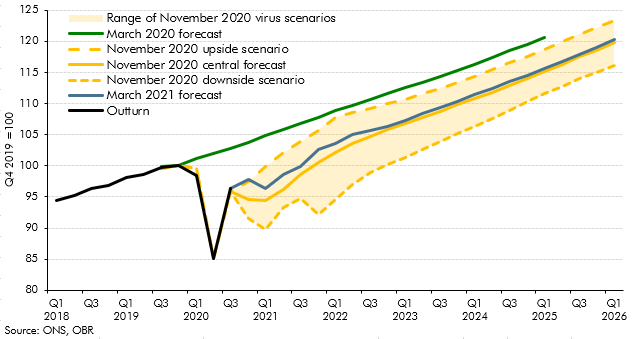 125
120
115
110
105
100
95
90
85
80
Q4 2019 =100
Range of November 2020 virus scenarios
March 2020 forecast
November 2020 upside scenario
November 2020 central forecast
November 2020 downside scenario
March 2021 forecast
Outturn
Q1 Q3 Q1 Q3 Q1 Q3 Q1 Q3 Q1 Q3 Q1 Q3 Q1 Q3 Q1 Q3 Q1
2018 2019 2020 2021 2022 2023 2024 2025 2026
Source: ONS, OBR